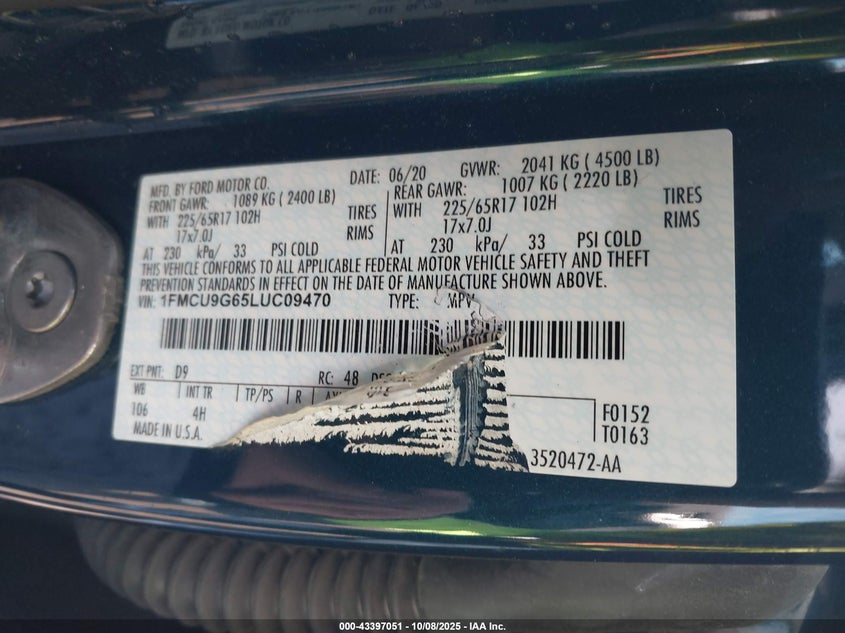 MFD. BY FORD MOTOR CO.
DATE: 06/20
GVWR: 2041 KG ( 4500 LB)
FRONT GAWR: 1089 KG ( 2400 LB)
REAR GAWR: 1007 KG ( 2220 LB)
WITH 225/65R17 102H TIRES
WITH 225/65R17 102H TIRES
17x7.0J RIMS
17x7.0J RIMS
AT 230 kPa/ 33 PSI COLD
AT 230 kPa/ 33 PSI COLD
THIS VEHICLE CONFORMS TO ALL APPLICABLE FEDERAL MOTOR VEHICLE SAFETY AND THEFT
PREVENTION STANDARDS IN EFFECT ON THE DATE OF MANUFACTURE SHOWN ABOVE.
VIN: 1FMCU9G65LUC09470
TYPE: MPV
EXT PNT: D9
RC: 48
WB
INT TR
TP/PS
R
106
4H
MADE IN U.S.A.
F0152
T0163
3520472-AA
000-43397051 - 10/08/2025 - IAA Inc.